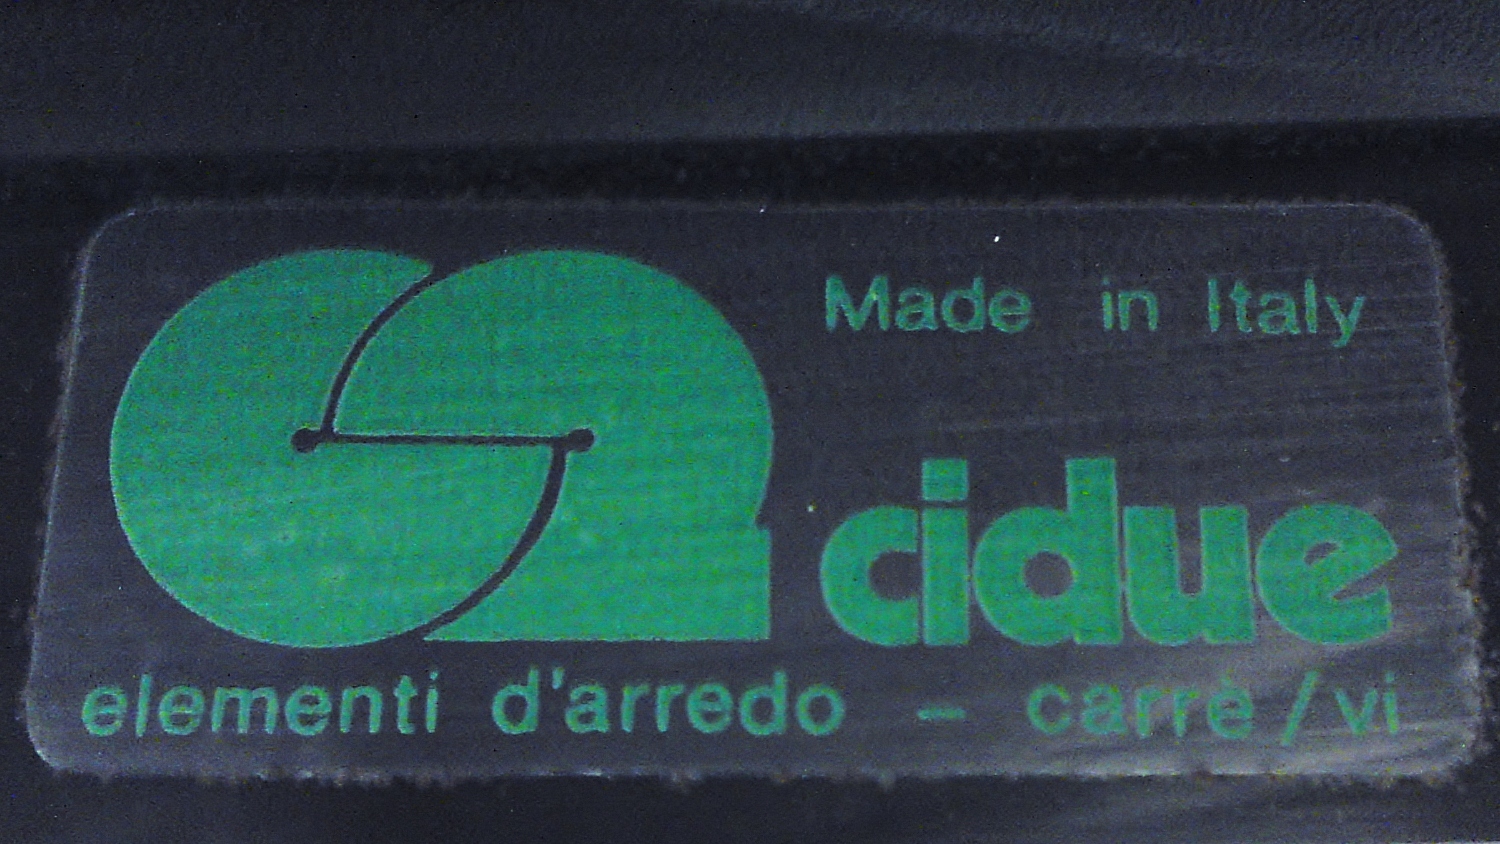 Made in Italy
cidue
elementi d'arredo - carrè/vi